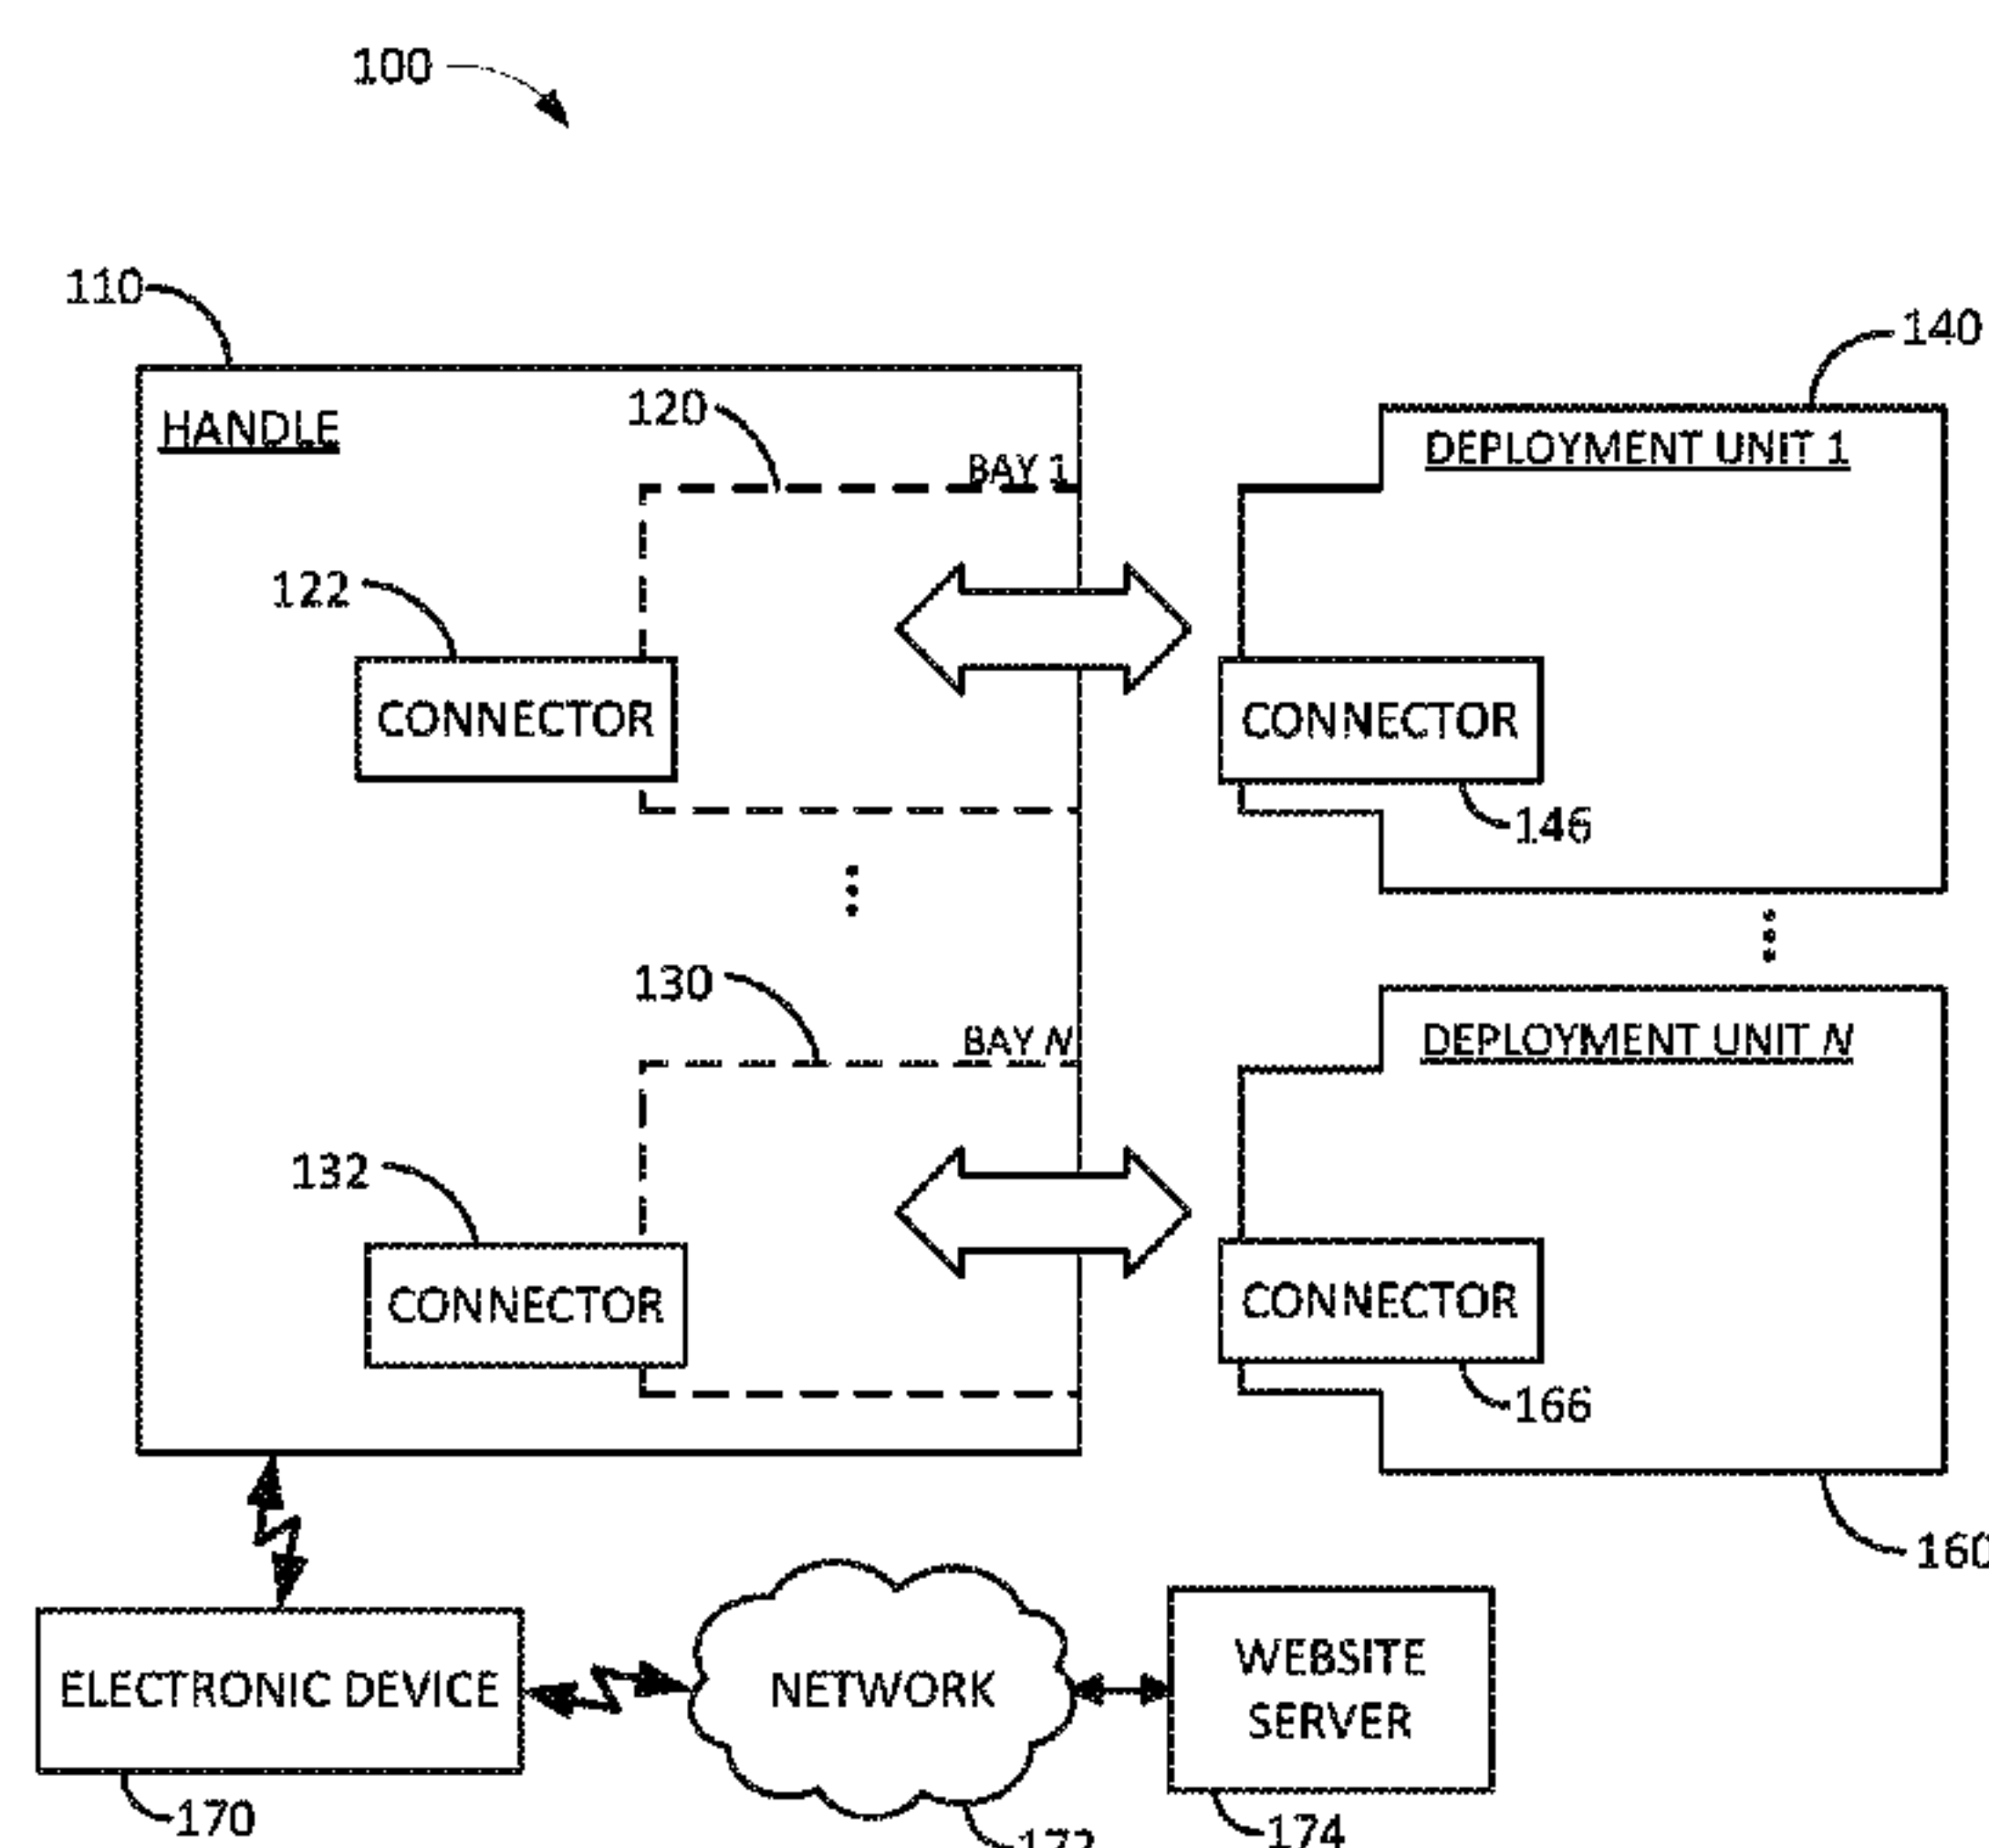 100
110
140
HANDLE
120
BAY 1
DEPLOYMENT UNIT 1
122
CONNECTOR
CONNECTOR
146
130
BAY N
DEPLOYMENT UNIT N
132
CONNECTOR
CONNECTOR
166
160
ELECTRONIC DEVICE
NETWORK
WEBSITE
SERVER
170
172
174